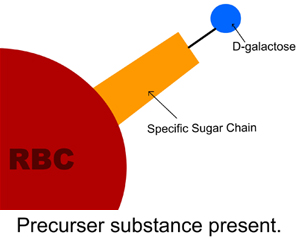 D-galactose
Specific Sugar Chain
RBC
Precurser substance present.